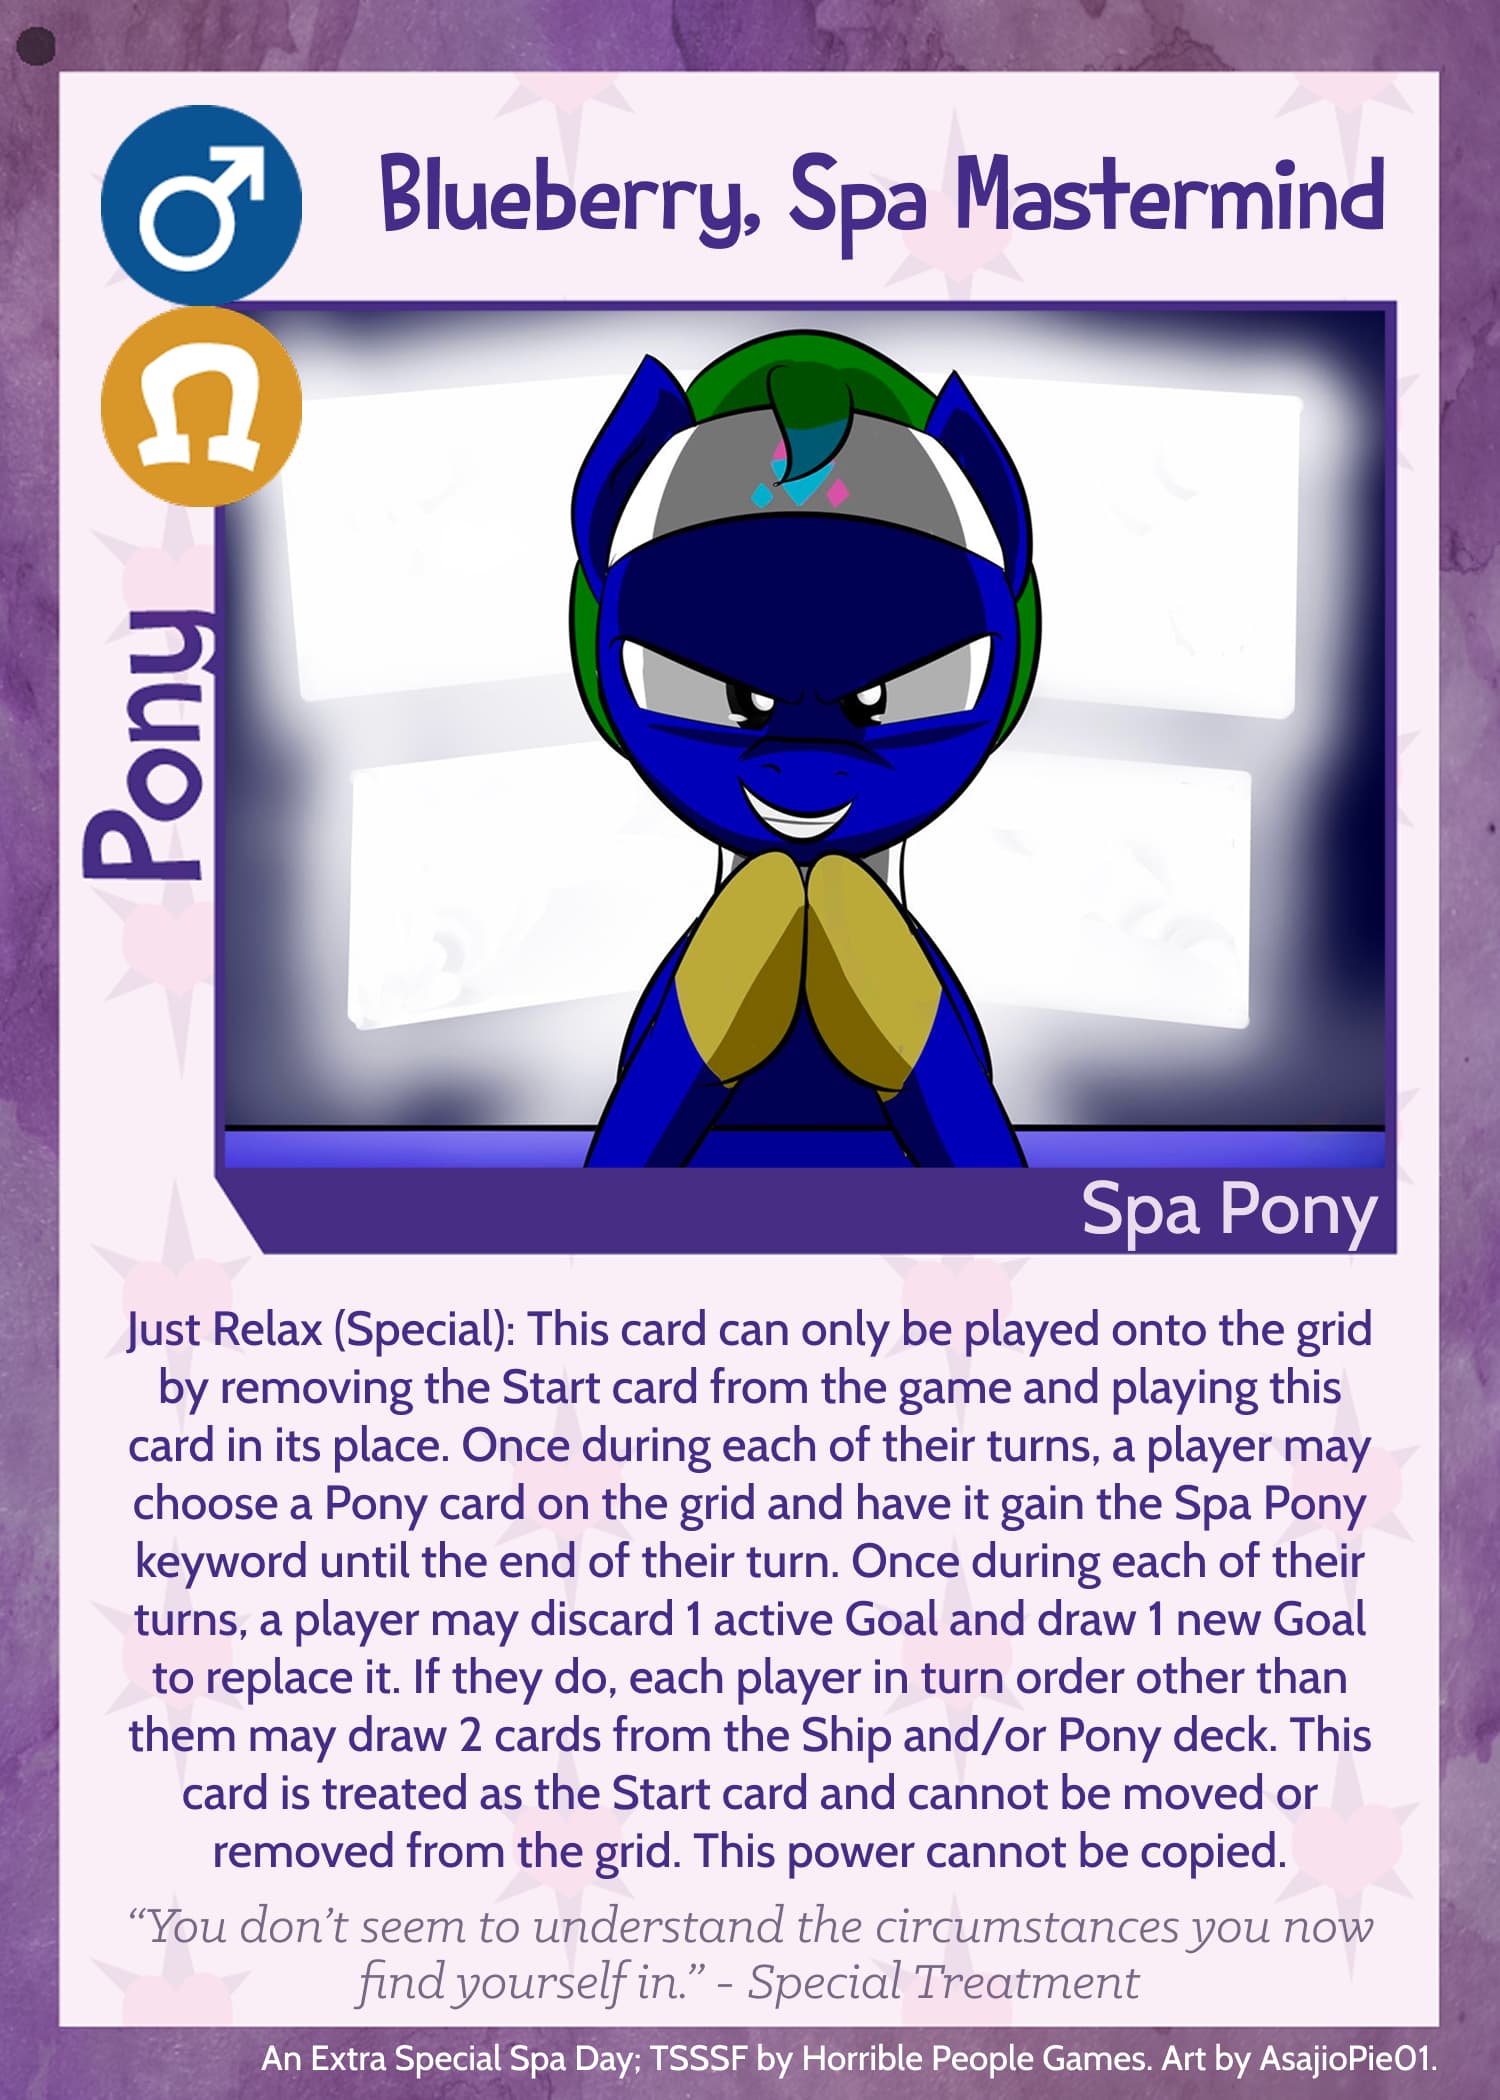 Blueberry, Spa Mastermind
Pony
Spa Pony
Just Relax (Special): This card can only be played onto the grid
by removing the Start card from the game and playing this
card in its place. Once during each of their turns, a player may
choose a Pony card on the grid and have it gain the Spa Pony
keyword until the end of their turn. Once during each of their
turns, a player may discard 1 active Goal and draw 1 new Goal
to replace it. If they do, each player in turn order other than
them may draw 2 cards from the Ship and/or Pony deck. This
card is treated as the Start card and cannot be moved or
removed from the grid. This power cannot be copied.
“You don’t seem to understand the circumstances you now
find yourself in.” - Special Treatment
An Extra Special Spa Day; TSSSF by Horrible People Games. Art by AsajioPie01.